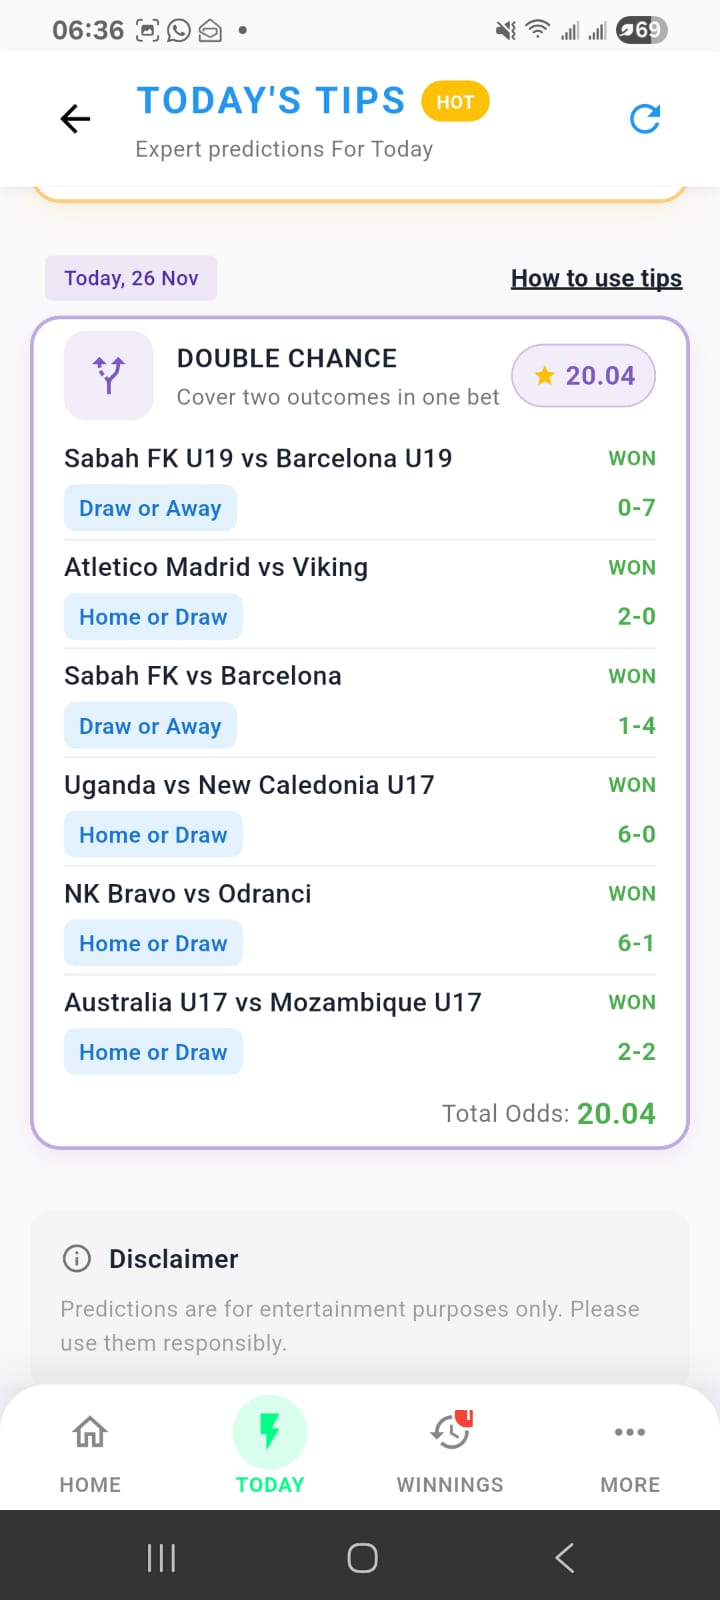 06:36
69
TODAY'S TIPS HOT
Expert predictions For Today
Today, 26 Nov
How to use tips
DOUBLE CHANCE
Cover two outcomes in one bet
20.04
Sabah FK U19 vs Barcelona U19 WON
Draw or Away 0-7
Atletico Madrid vs Viking WON
Home or Draw 2-0
Sabah FK vs Barcelona WON
Draw or Away 1-4
Uganda vs New Caledonia U17 WON
Home or Draw 6-0
NK Bravo vs Odranci WON
Home or Draw 6-1
Australia U17 vs Mozambique U17 WON
Home or Draw 2-2
Total Odds: 20.04
Disclaimer
Predictions are for entertainment purposes only. Please
use them responsibly.
HOME TODAY WINNINGS MORE